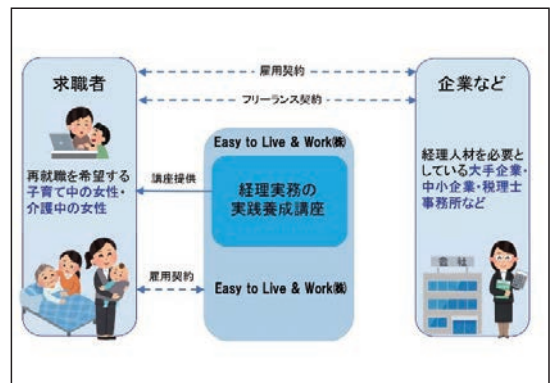 求職者
再就職を希望する
子育て中の女性・
介護中の女性
雇用契約
フリーランス契約
講座提供
雇用契約
Easy to Live & Work㈱
経理実務の
実践養成講座
Easy to Live & Work㈱
企業など
経理人材を必要と
している大手企業・
中小企業・税理士
事務所など
会社